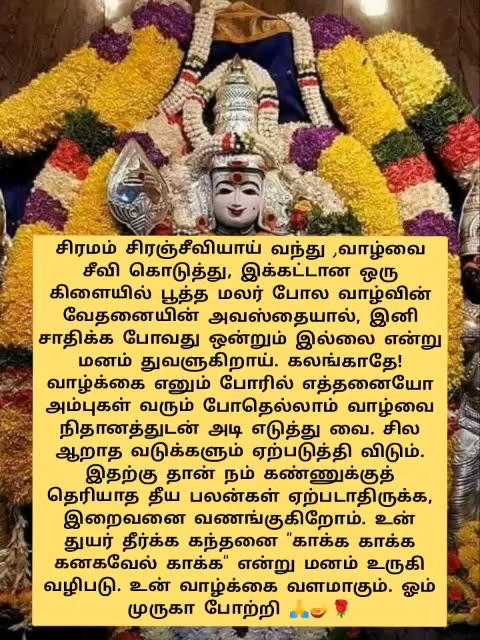 சிரமம் சிரஞ்சீவியாய் வந்து ,வாழ்வை
சீவி கொடுத்து, இக்கட்டான ஒரு
கிளையில் பூத்த மலர் போல வாழ்வின்
வேதனையின் அவஸ்தையால், இனி
சாதிக்க போவது ஒன்றும் இல்லை என்று
மனம் துவளுகிறாய். கலங்காதே!
வாழ்க்கை எனும் போரில் எத்தனையோ
அம்புகள் வரும் போதெல்லாம் வாழ்வை
நிதானத்துடன் அடி எடுத்து வை. சில
ஆறாத வடுக்களும் ஏற்படுத்தி விடும்.
இதற்கு தான் நம் கண்ணுக்குத்
தெரியாத தீய பலன்கள் ஏற்படாதிருக்க,
இறைவனை வணங்குகிறோம். உன்
துயர் தீர்க்க கந்தனை "காக்க காக்க
கனகவேல் காக்க" என்று மனம் உருகி
வழிபடு. உன் வாழ்க்கை வளமாகும். ஓம்
முருகா போற்றி 🙏🪔🌹